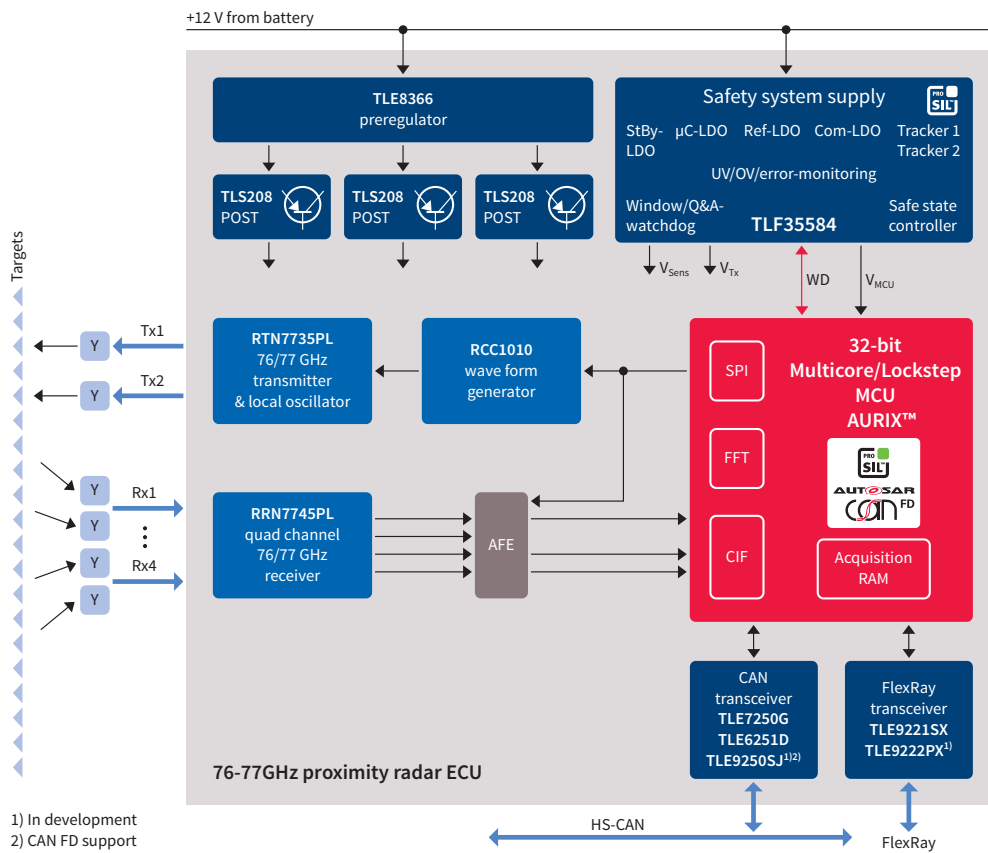 +12 V from battery
TLE8366
preregulator
TLS208
POST
TLS208
POST
TLS208
POST
Safety system supply
PRO
SIL
StBy-
LDO
µC-LDO
Ref-LDO
Com-LDO
Tracker 1
Tracker 2
UV/OV/error-monitoring
Window/Q&A-
watchdog
TLF35584
Safe state
controller
VSens
VTx
WD
VMCU
Targets
Y
Tx1
Y
Tx2
RTN7735PL
76/77 GHz
transmitter
& local oscillator
RCC1010
wave form
generator
SPI
FFT
CIF
32-bit
Multicore/Lockstep
MCU
AURIX™
PRO
SIL
AUTOSAR
CAN FD
Acquisition
RAM
Y
Rx1
Y
Y
Rx4
Y
RRN7745PL
quad channel
76/77 GHz
receiver
AFE
CAN
transceiver
TLE7250G
TLE6251D
TLE9250SJ1)2)
FlexRay
transceiver
TLE9221SX
TLE9222PX1)
76-77GHz proximity radar ECU
HS-CAN
FlexRay
1) In development
2) CAN FD support